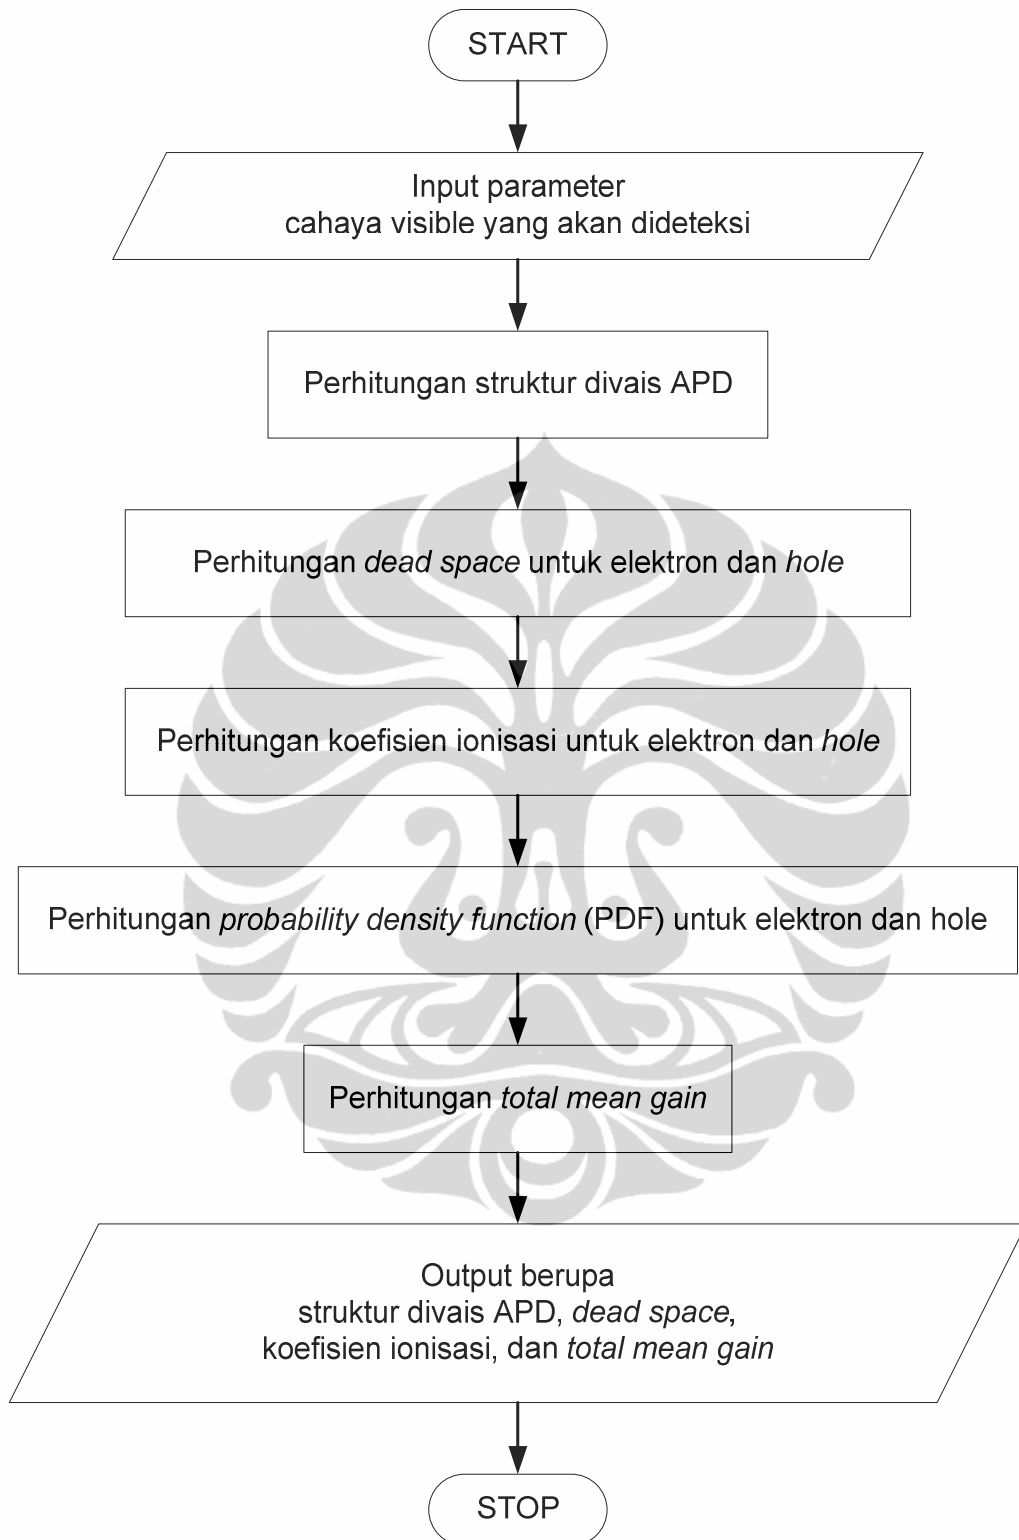 START
Input parameter
cahaya visible yang akan dideteksi
Perhitungan struktur divais APD
Perhitungan dead space untuk elektron dan hole
Perhitungan koefisien ionisasi untuk elektron dan hole
Perhitungan probability density function (PDF) untuk elektron dan hole
Perhitungan total mean gain
Output berupa
struktur divais APD, dead space,
koefisien ionisasi, dan total mean gain
STOP